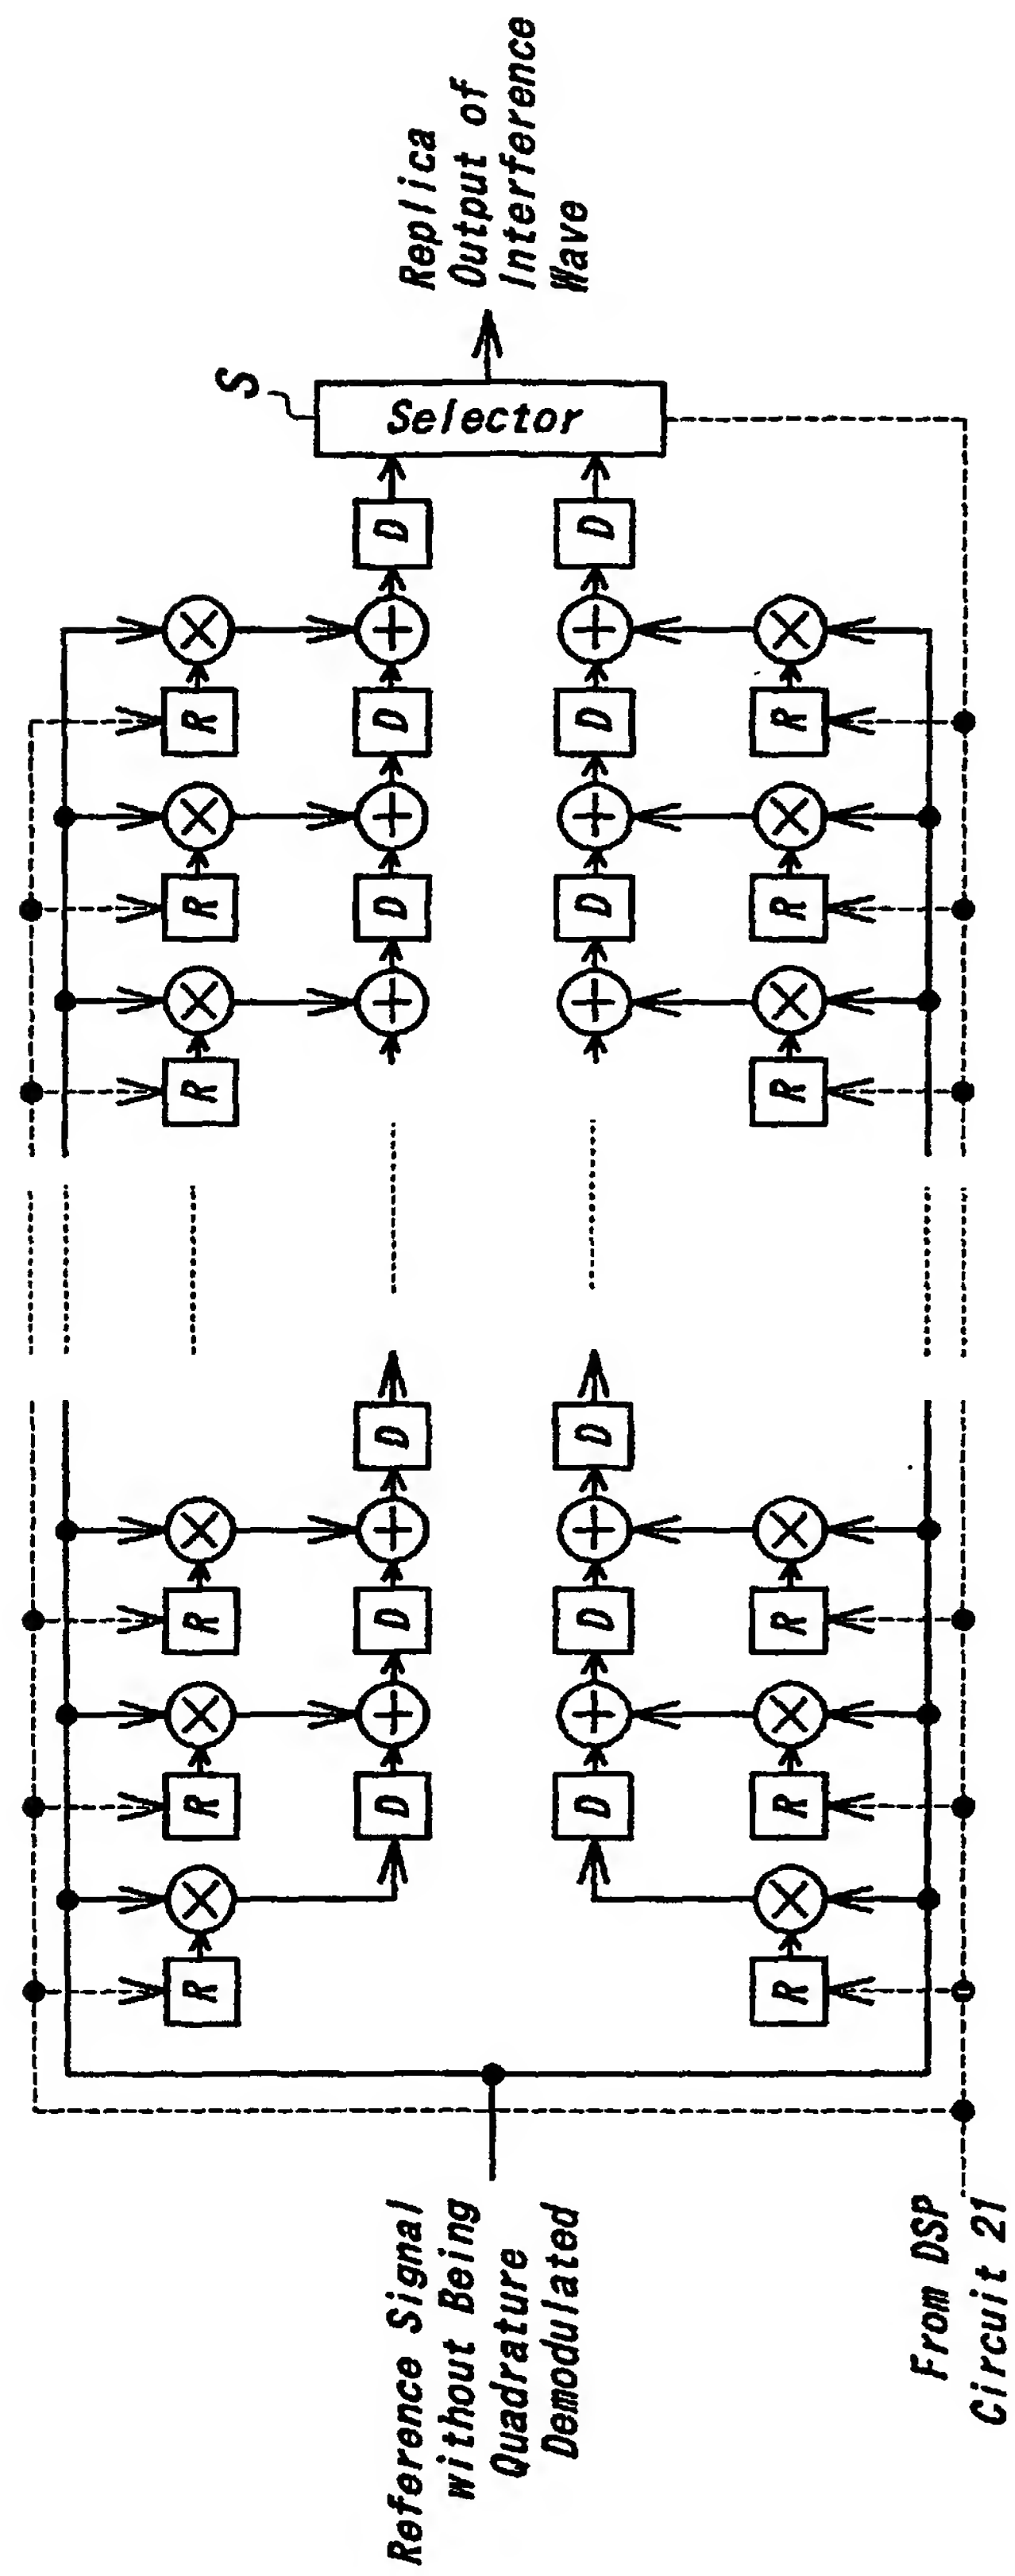 Reference Signal
without Being
Quadrature
Demodulated
From DSP
Circuit 21
R
R
R
R
R
R
D
D
D
D
D
D
S
Selector
D
D
D
D
D
D
R
R
R
R
R
R
Replica
Output of
Interference
Wave